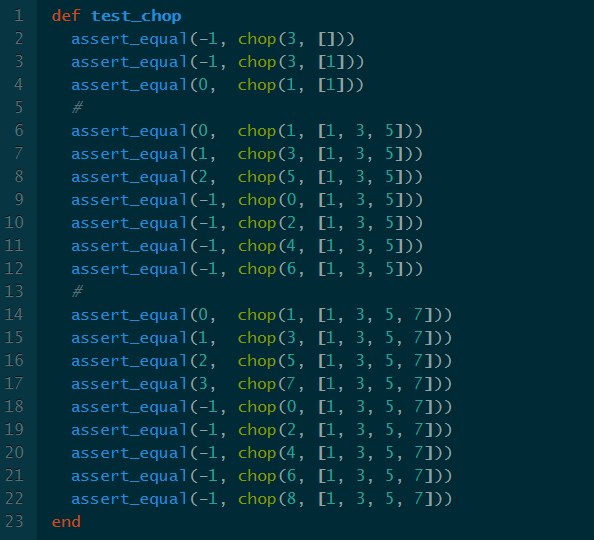 1 def test_chop
2   assert_equal(-1, chop(3, []))
3   assert_equal(-1, chop(3, [1]))
4   assert_equal(0,  chop(1, [1]))
5   #
6   assert_equal(0,  chop(1, [1, 3, 5]))
7   assert_equal(1,  chop(3, [1, 3, 5]))
8   assert_equal(2,  chop(5, [1, 3, 5]))
9   assert_equal(-1, chop(0, [1, 3, 5]))
10   assert_equal(-1, chop(2, [1, 3, 5]))
11   assert_equal(-1, chop(4, [1, 3, 5]))
12   assert_equal(-1, chop(6, [1, 3, 5]))
13   #
14   assert_equal(0,  chop(1, [1, 3, 5, 7]))
15   assert_equal(1,  chop(3, [1, 3, 5, 7]))
16   assert_equal(2,  chop(5, [1, 3, 5, 7]))
17   assert_equal(3,  chop(7, [1, 3, 5, 7]))
18   assert_equal(-1, chop(0, [1, 3, 5, 7]))
19   assert_equal(-1, chop(2, [1, 3, 5, 7]))
20   assert_equal(-1, chop(4, [1, 3, 5, 7]))
21   assert_equal(-1, chop(6, [1, 3, 5, 7]))
22   assert_equal(-1, chop(8, [1, 3, 5, 7]))
23 end